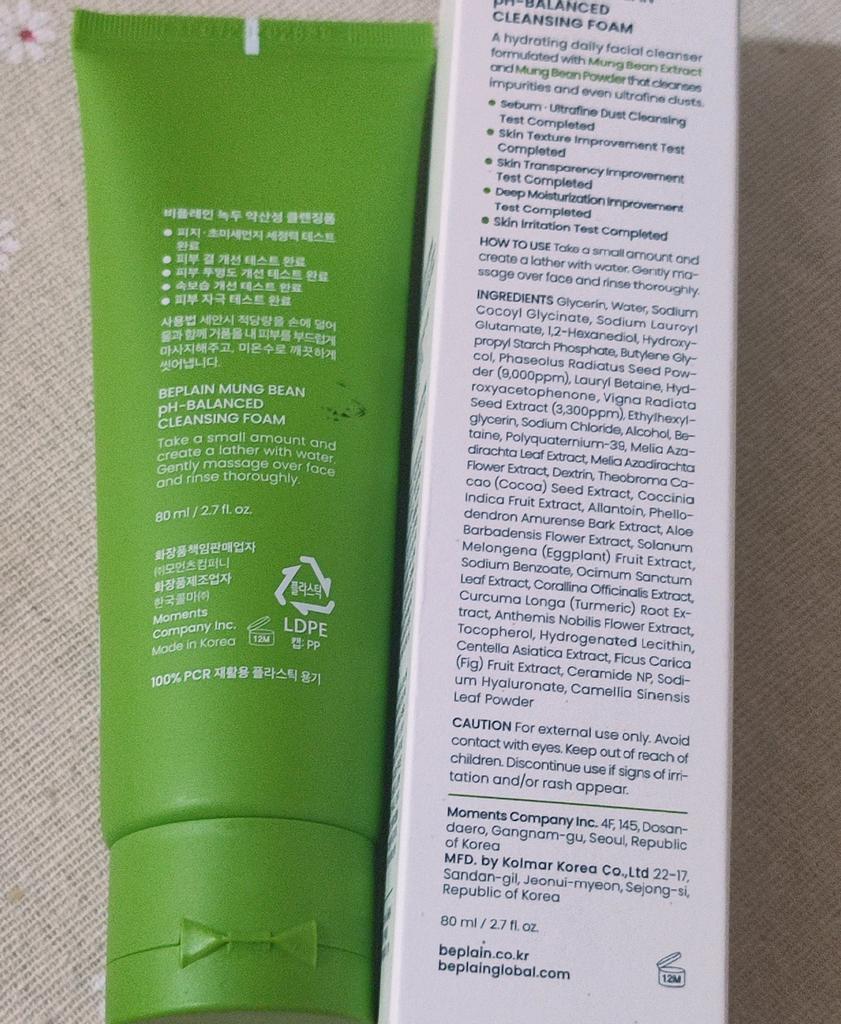 비플레인 녹두 약산성 클렌징폼
● 피지 · 초미세먼지 세정력 테스트
완료
● 피부 결 개선 테스트 완료
● 피부 투명도 개선 테스트 완료
● 속보습 개선 테스트 완료
● 피부 자극 테스트 완료
사용법 세안시 적당량을 손에 덜어
물과 함께 거품을 내 피부를 부드럽게
마사지해주고, 미온수로 깨끗하게
씻어냅니다.
BEPLAIN MUNG BEAN
pH-BALANCED
CLEANSING FOAM
Take a small amount and
create a lather with water.
Gently massage over face
and rinse thoroughly.
80 ml / 2.7 fl. oz.
화장품책임판매업자
㈜모먼츠컴퍼니
화장품제조업자
한국콜마㈜
Moments
Company Inc.
Made in Korea
12M
플라스틱
LDPE
캡: PP
100% PCR 재활용 플라스틱 용기
pH-BALANCED
CLEANSING FOAM
A hydrating daily facial cleanser
formulated with Mung Bean Extract
and Mung Bean Powder that cleanses
impurities and even ultrafine dusts.
● Sebum · Ultrafine Dust Cleansing
Test Completed
● Skin Texture Improvement Test
Completed
● Skin Transparency Improvement
Test Completed
● Deep Moisturization Improvement
Test Completed
● Skin Irritation Test Completed
HOW TO USE Take a small amount and
create a lather with water. Gently ma-
ssage over face and rinse thoroughly.
INGREDIENTS Glycerin, Water, Sodium
Cocoyl Glycinate, Sodium Lauroyl
Glutamate, 1,2-Hexanediol, Hydroxy-
propyl Starch Phosphate, Butylene Gly-
col, Phaseolus Radiatus Seed Pow-
der (9,000ppm), Lauryl Betaine, Hyd-
roxyacetophenone, Vigna Radiata
Seed Extract (3,300ppm), Ethylhexyl-
glycerin, Sodium Chloride, Alcohol, Be-
taine, Polyquaternium-39, Melia Aza-
dirachta Leaf Extract, Melia Azadirachta
Flower Extract, Dextrin, Theobroma Ca-
cao (Cocoa) Seed Extract, Coccinia
Indica Fruit Extract, Allantoin, Phello-
dendron Amurense Bark Extract, Aloe
Barbadensis Flower Extract, Solanum
Melongena (Eggplant) Fruit Extract,
Sodium Benzoate, Ocimum Sanctum
Leaf Extract, Corallina Officinalis Extract,
Curcuma Longa (Turmeric) Root Ex-
tract, Anthemis Nobilis Flower Extract,
Tocopherol, Hydrogenated Lecithin,
Centella Asiatica Extract, Ficus Carica
(Fig) Fruit Extract, Ceramide NP, Sodi-
um Hyaluronate, Camellia Sinensis
Leaf Powder
CAUTION For external use only. Avoid
contact with eyes. Keep out of reach of
children. Discontinue use if signs of irri-
tation and/or rash appear.
Moments Company Inc. 4F, 145, Dosan-
daero, Gangnam-gu, Seoul, Republic
of Korea
MFD. by Kolmar Korea Co.,Ltd 22-17,
Sandan-gil, Jeonui-myeon, Sejong-si,
Republic of Korea
80 ml / 2.7 fl. oz.
beplain.co.kr
beplainglobal.com
12M